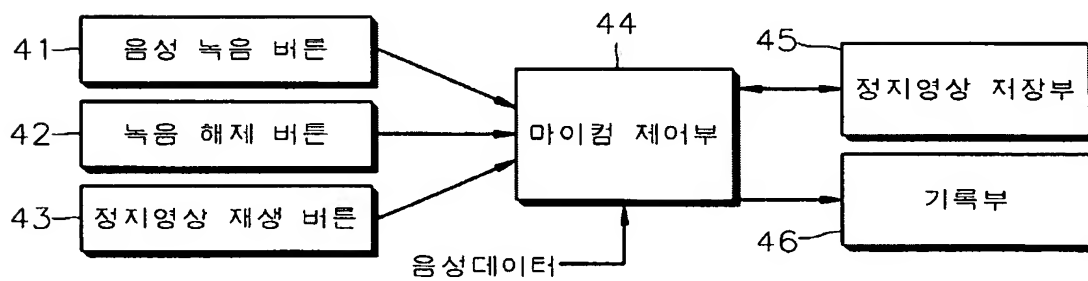 41 음성 녹음 버튼
42 녹음 해제 버튼
43 정지영상 재생 버튼
44
마이컴 제어부
음성데이터
45
정지영상 저장부
기록부
46